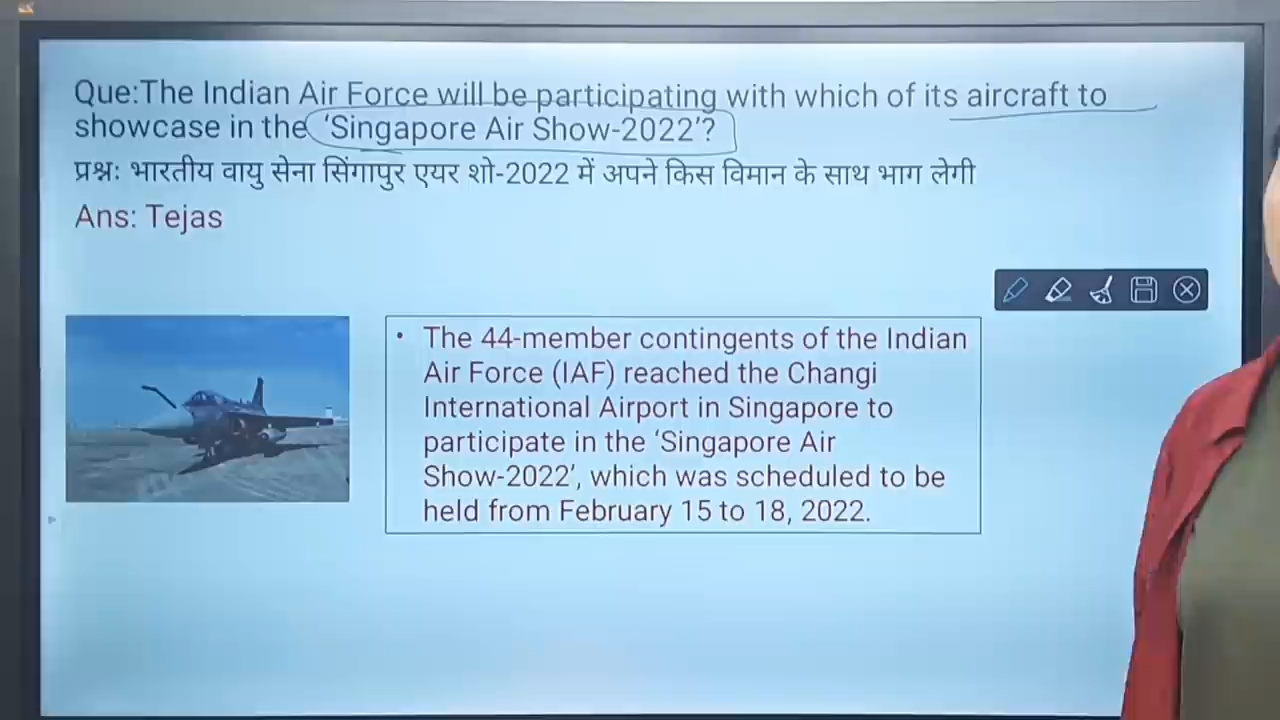 Que:The Indian Air Force will be participating with which of its aircraft to
showcase in the 'Singapore Air Show-2022'?
प्रश्न: भारतीय वायु सेना सिंगापुर एयर शो-2022 में अपने किस विमान के साथ भाग लेगी
Ans: Tejas
• The 44-member contingents of the Indian
Air Force (IAF) reached the Changi
International Airport in Singapore to
participate in the 'Singapore Air
Show-2022', which was scheduled to be
held from February 15 to 18, 2022.